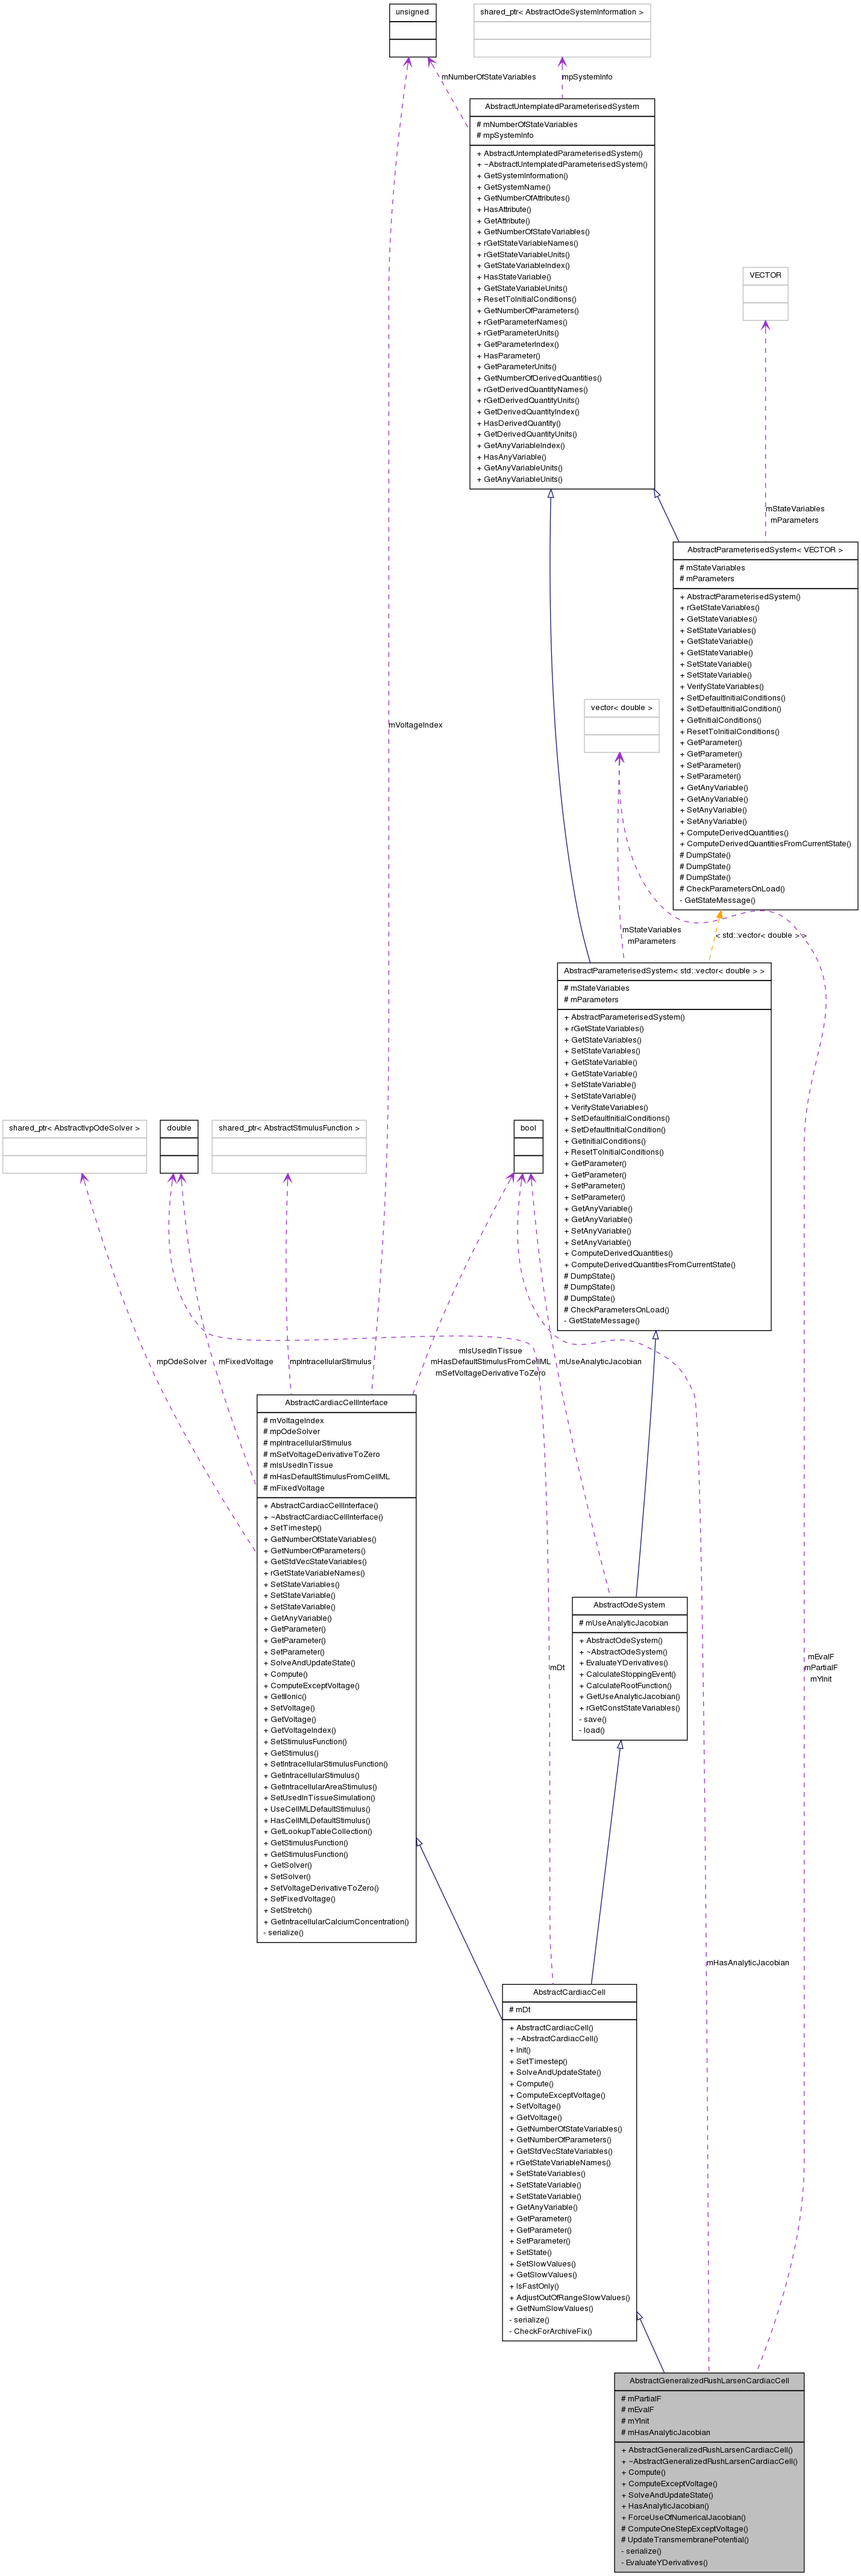 unsigned
shared_ptr< AbstractOdeSystemInformation >
mNumberOfStateVariables
mpSystemInfo
AbstractUntemplatedParameterisedSystem
# mNumberOfStateVariables
# mpSystemInfo
+ AbstractUntemplatedParameterisedSystem()
+ ~AbstractUntemplatedParameterisedSystem()
+ GetSystemInformation()
+ GetSystemName()
+ GetNumberOfAttributes()
+ HasAttribute()
+ GetAttribute()
+ GetNumberOfStateVariables()
+ rGetStateVariableNames()
+ rGetStateVariableUnits()
+ GetStateVariableIndex()
+ HasStateVariable()
+ GetStateVariableUnits()
+ ResetToInitialConditions()
+ GetNumberOfParameters()
+ rGetParameterNames()
+ rGetParameterUnits()
+ GetParameterIndex()
+ HasParameter()
+ GetParameterUnits()
+ GetNumberOfDerivedQuantities()
+ rGetDerivedQuantityNames()
+ rGetDerivedQuantityUnits()
+ GetDerivedQuantityIndex()
+ HasDerivedQuantity()
+ GetDerivedQuantityUnits()
+ GetAnyVariableIndex()
+ HasAnyVariable()
+ GetAnyVariableUnits()
+ GetAnyVariableUnits()
VECTOR
mStateVariables
mParameters
AbstractParameterisedSystem< VECTOR >
# mStateVariables
# mParameters
+ AbstractParameterisedSystem()
+ rGetStateVariables()
+ GetStateVariables()
+ SetStateVariables()
+ GetStateVariable()
+ GetStateVariable()
+ SetStateVariable()
+ SetStateVariable()
+ VerifyStateVariables()
+ SetDefaultInitialConditions()
+ SetDefaultInitialCondition()
+ GetInitialConditions()
+ ResetToInitialConditions()
+ GetParameter()
+ GetParameter()
+ SetParameter()
+ SetParameter()
+ GetAnyVariable()
+ GetAnyVariable()
+ SetAnyVariable()
+ SetAnyVariable()
+ ComputeDerivedQuantities()
+ ComputeDerivedQuantitiesFromCurrentState()
# DumpState()
# DumpState()
# DumpState()
# CheckParametersOnLoad()
- GetStateMessage()
vector< double >
mVoltageIndex
mStateVariables
mParameters
< std::vector< double > >
AbstractParameterisedSystem< std::vector< double > >
# mStateVariables
# mParameters
+ AbstractParameterisedSystem()
+ rGetStateVariables()
+ GetStateVariables()
+ SetStateVariables()
+ GetStateVariable()
+ GetStateVariable()
+ SetStateVariable()
+ SetStateVariable()
+ VerifyStateVariables()
+ SetDefaultInitialConditions()
+ SetDefaultInitialCondition()
+ GetInitialConditions()
+ ResetToInitialConditions()
+ GetParameter()
+ GetParameter()
+ SetParameter()
+ SetParameter()
+ GetAnyVariable()
+ GetAnyVariable()
+ SetAnyVariable()
+ SetAnyVariable()
+ ComputeDerivedQuantities()
+ ComputeDerivedQuantitiesFromCurrentState()
# DumpState()
# DumpState()
# DumpState()
# CheckParametersOnLoad()
- GetStateMessage()
shared_ptr< AbstractIvpOdeSolver >
double
shared_ptr< AbstractStimulusFunction >
bool
mpOdeSolver
mFixedVoltage
mpIntracellularStimulus
mIsUsedInTissue
mHasDefaultStimulusFromCellML
mSetVoltageDerivativeToZero
mUseAnalyticJacobian
AbstractCardiacCellInterface
# mVoltageIndex
# mpOdeSolver
# mpIntracellularStimulus
# mSetVoltageDerivativeToZero
# mIsUsedInTissue
# mHasDefaultStimulusFromCellML
# mFixedVoltage
+ AbstractCardiacCellInterface()
+ ~AbstractCardiacCellInterface()
+ SetTimestep()
+ GetNumberOfStateVariables()
+ GetNumberOfParameters()
+ GetStdVecStateVariables()
+ rGetStateVariableNames()
+ SetStateVariables()
+ SetStateVariable()
+ SetStateVariable()
+ GetAnyVariable()
+ GetParameter()
+ GetParameter()
+ SetParameter()
+ SolveAndUpdateState()
+ Compute()
+ ComputeExceptVoltage()
+ GetIIonic()
+ SetVoltage()
+ GetVoltage()
+ GetVoltageIndex()
+ SetStimulusFunction()
+ GetStimulus()
+ SetIntracellularStimulusFunction()
+ GetIntracellularStimulus()
+ GetIntracellularAreaStimulus()
+ SetUsedInTissueSimulation()
+ UseCellMLDefaultStimulus()
+ HasCellMLDefaultStimulus()
+ GetLookupTableCollection()
+ GetStimulusFunction()
+ GetStimulusFunction()
+ GetSolver()
+ SetSolver()
+ SetVoltageDerivativeToZero()
+ SetFixedVoltage()
+ SetStretch()
+ GetIntracellularCalciumConcentration()
- serialize()
AbstractOdeSystem
# mUseAnalyticJacobian
+ AbstractOdeSystem()
+ ~AbstractOdeSystem()
+ EvaluateYDerivatives()
+ CalculateStoppingEvent()
+ CalculateRootFunction()
+ GetUseAnalyticJacobian()
+ rGetConstStateVariables()
- save()
- load()
mDt
mEvalF
mPartialF
mYInit
mHasAnalyticJacobian
AbstractCardiacCell
# mDt
+ AbstractCardiacCell()
+ ~AbstractCardiacCell()
+ Init()
+ SetTimestep()
+ SolveAndUpdateState()
+ Compute()
+ ComputeExceptVoltage()
+ SetVoltage()
+ GetVoltage()
+ GetNumberOfStateVariables()
+ GetNumberOfParameters()
+ GetStdVecStateVariables()
+ rGetStateVariableNames()
+ SetStateVariables()
+ SetStateVariable()
+ SetStateVariable()
+ GetAnyVariable()
+ GetParameter()
+ GetParameter()
+ SetParameter()
+ SetState()
+ SetSlowValues()
+ GetSlowValues()
+ IsFastOnly()
+ AdjustOutOfRangeSlowValues()
+ GetNumSlowValues()
- serialize()
- CheckForArchiveFix()
AbstractGeneralizedRushLarsenCardiacCell
# mPartialF
# mEvalF
# mYInit
# mHasAnalyticJacobian
+ AbstractGeneralizedRushLarsenCardiacCell()
+ ~AbstractGeneralizedRushLarsenCardiacCell()
+ Compute()
+ ComputeExceptVoltage()
+ SolveAndUpdateState()
+ HasAnalyticJacobian()
+ ForceUseOfNumericalJacobian()
# ComputeOneStepExceptVoltage()
# UpdateTransmembranePotential()
- serialize()
- EvaluateYDerivatives()